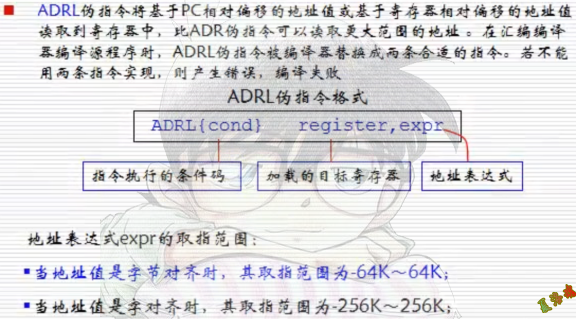 ADRL伪指令将基于PC相对偏移的地址值或基于寄存器相对偏移的地址值
读取到寄存器中，比ADR伪指令可以读取更大范围的地址。在汇编编译
器编译源程序时，ADRL伪指令被编译器替换成两条合适的指令。若不能
用两条指令实现，则产生错误，编译失败
ADRL伪指令格式
ADRL{cond} register,expr
指令执行的条件码 加载的目标寄存器 地址表达式
地址表达式expr的取指范围：
当地址值是字节对齐时，其取指范围为-64K～64K；
当地址值是字对齐时，其取指范围为-256K～256K；